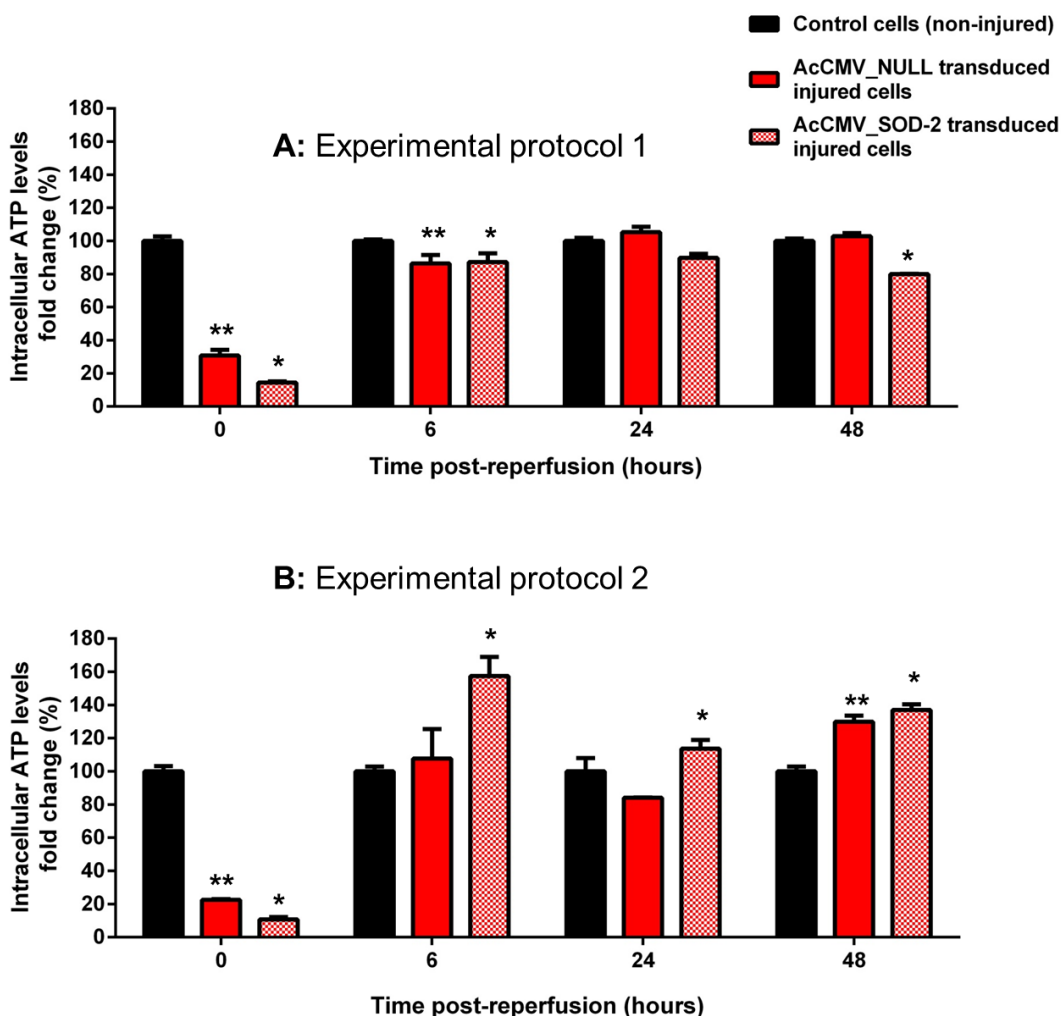 Control cells (non-injured)
AcCMV_NULL transduced
injured cells
AcCMV_SOD-2 transduced
injured cells
A: Experimental protocol 1
Intracellular ATP levels
fold change (%)
180
160
140
120
100
80
60
40
20
0
**
*
**
*
*
0 6 24 48
Time post-reperfusion (hours)
B: Experimental protocol 2
Intracellular ATP levels
fold change (%)
180
160
140
120
100
80
60
40
20
0
**
*
*
*
**
*
0 6 24 48
Time post-reperfusion (hours)